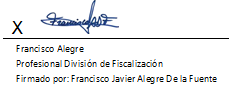 X
Francisco Alegre
Profesional División de Fiscalización
Firmado por: Francisco Javier Alegre De la Fuente